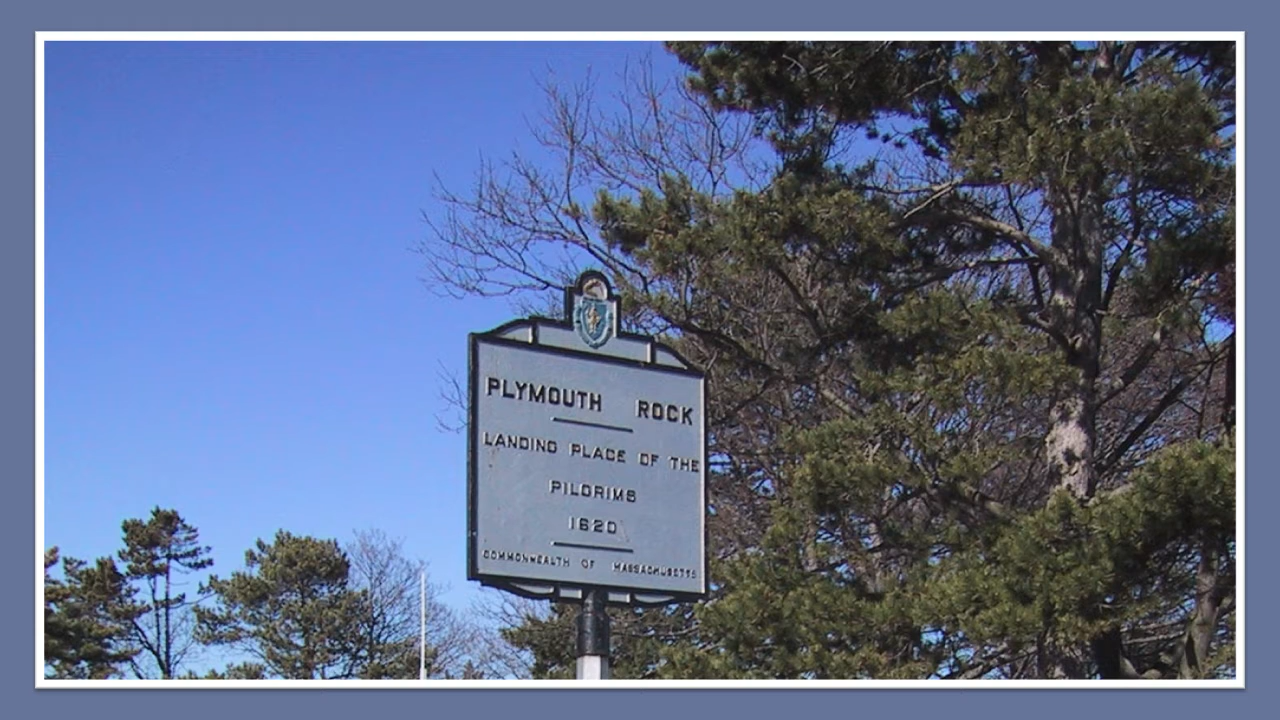 PLYMOUTH ROCK
LANDING PLACE OF THE
PILGRIMS
1620
COMMONWEALTH OF MASSACHUSETTS